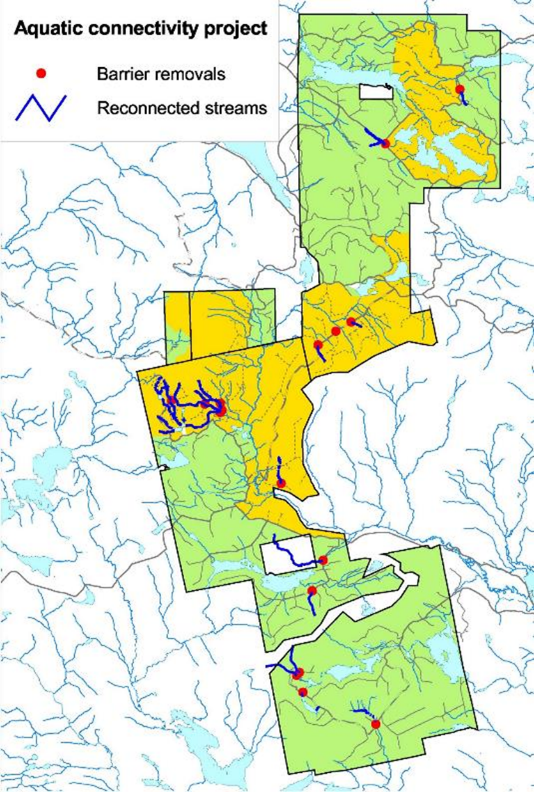 Aquatic connectivity project
Barrier removals
Reconnected streams